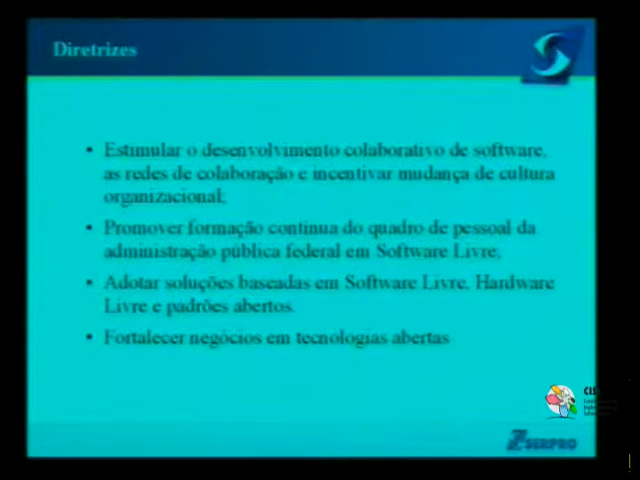 Diretrizes
• Estimular o desenvolvimento colaborativo de software,
as redes de colaboração e incentivar mudança de cultura
organizacional;
• Promover formação contínua do quadro de pessoal da
administração pública federal em Software Livre;
• Adotar soluções baseadas em Software Livre, Hardware
Livre e padrões abertos.
• Fortalecer negócios em tecnologias abertas
SERPRO